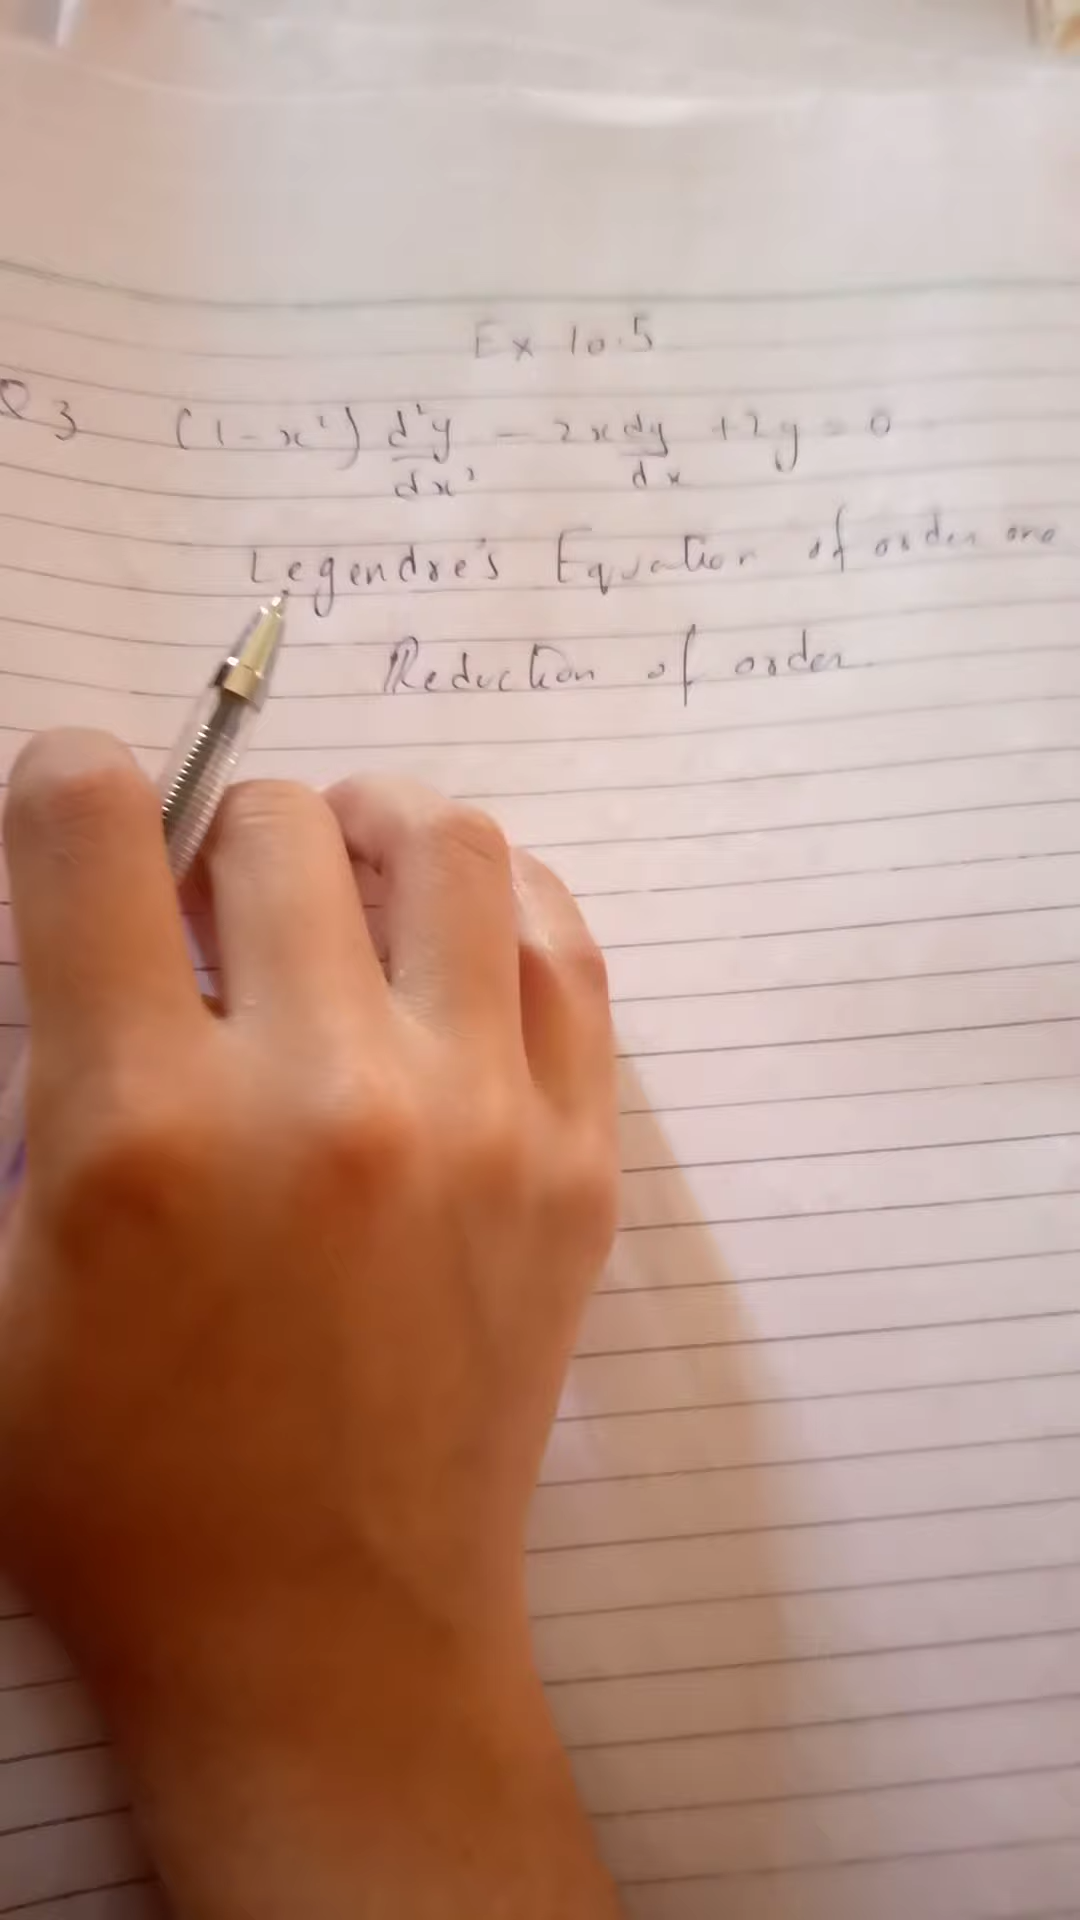 Ex 10.5
Q3 (1-x²) d²y/dx² - 2x dy/dx + 2y = 0
Legendre's Equation of order one
Reduction of order